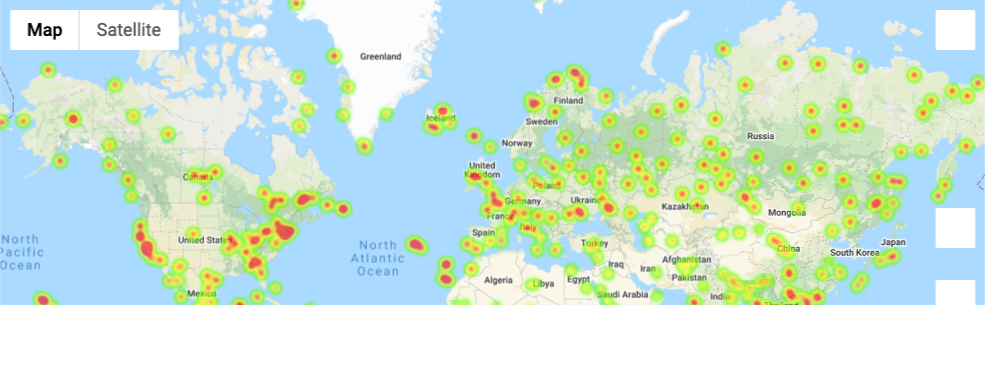 Map Satellite
Greenland
Iceland
Finland
Sweden
Norway
Russia
Canada
United
Kingdom
Poland
Germany
Ukraine
France
Kazakhstan
Mongolia
North
Pacific
Ocean
United States
North
Atlantic
Ocean
Spain
Italy
Turkey
China
Japan
South Korea
Afghanistan
Iraq
Iran
Pakistan
Algeria
Libya
Egypt
Saudi Arabia
India
Mexico
Thailand